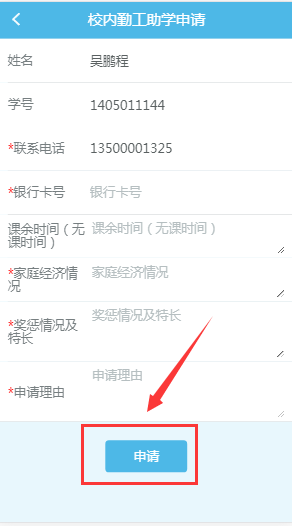 校内勤工助学申请
姓名 吴鹏程
学号 1405011144
*联系电话 13500001325
*银行卡号 银行卡号
课余时间（无 课余时间（无课时间）
课时间）
*家庭经济情 家庭经济情况
况
*奖惩情况及 奖惩情况及特长
特长
*申请理由 申请理由
申请